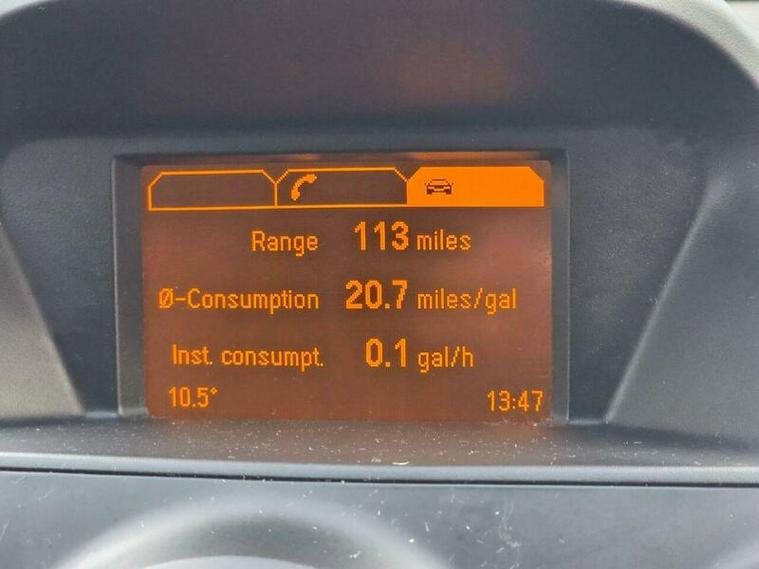 Range 113 miles
Ø-Consumption 20.7 miles/gal
Inst. consumpt. 0.1 gal/h
10.5° 13:47